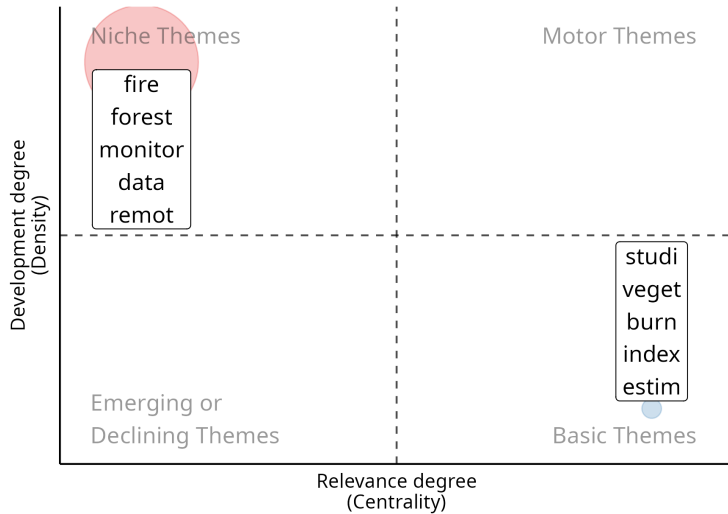 Niche Themes
Motor Themes
fire
forest
monitor
data
remot
Development degree
(Density)
studi
veget
burn
index
estim
Emerging or
Declining Themes
Basic Themes
Relevance degree
(Centrality)